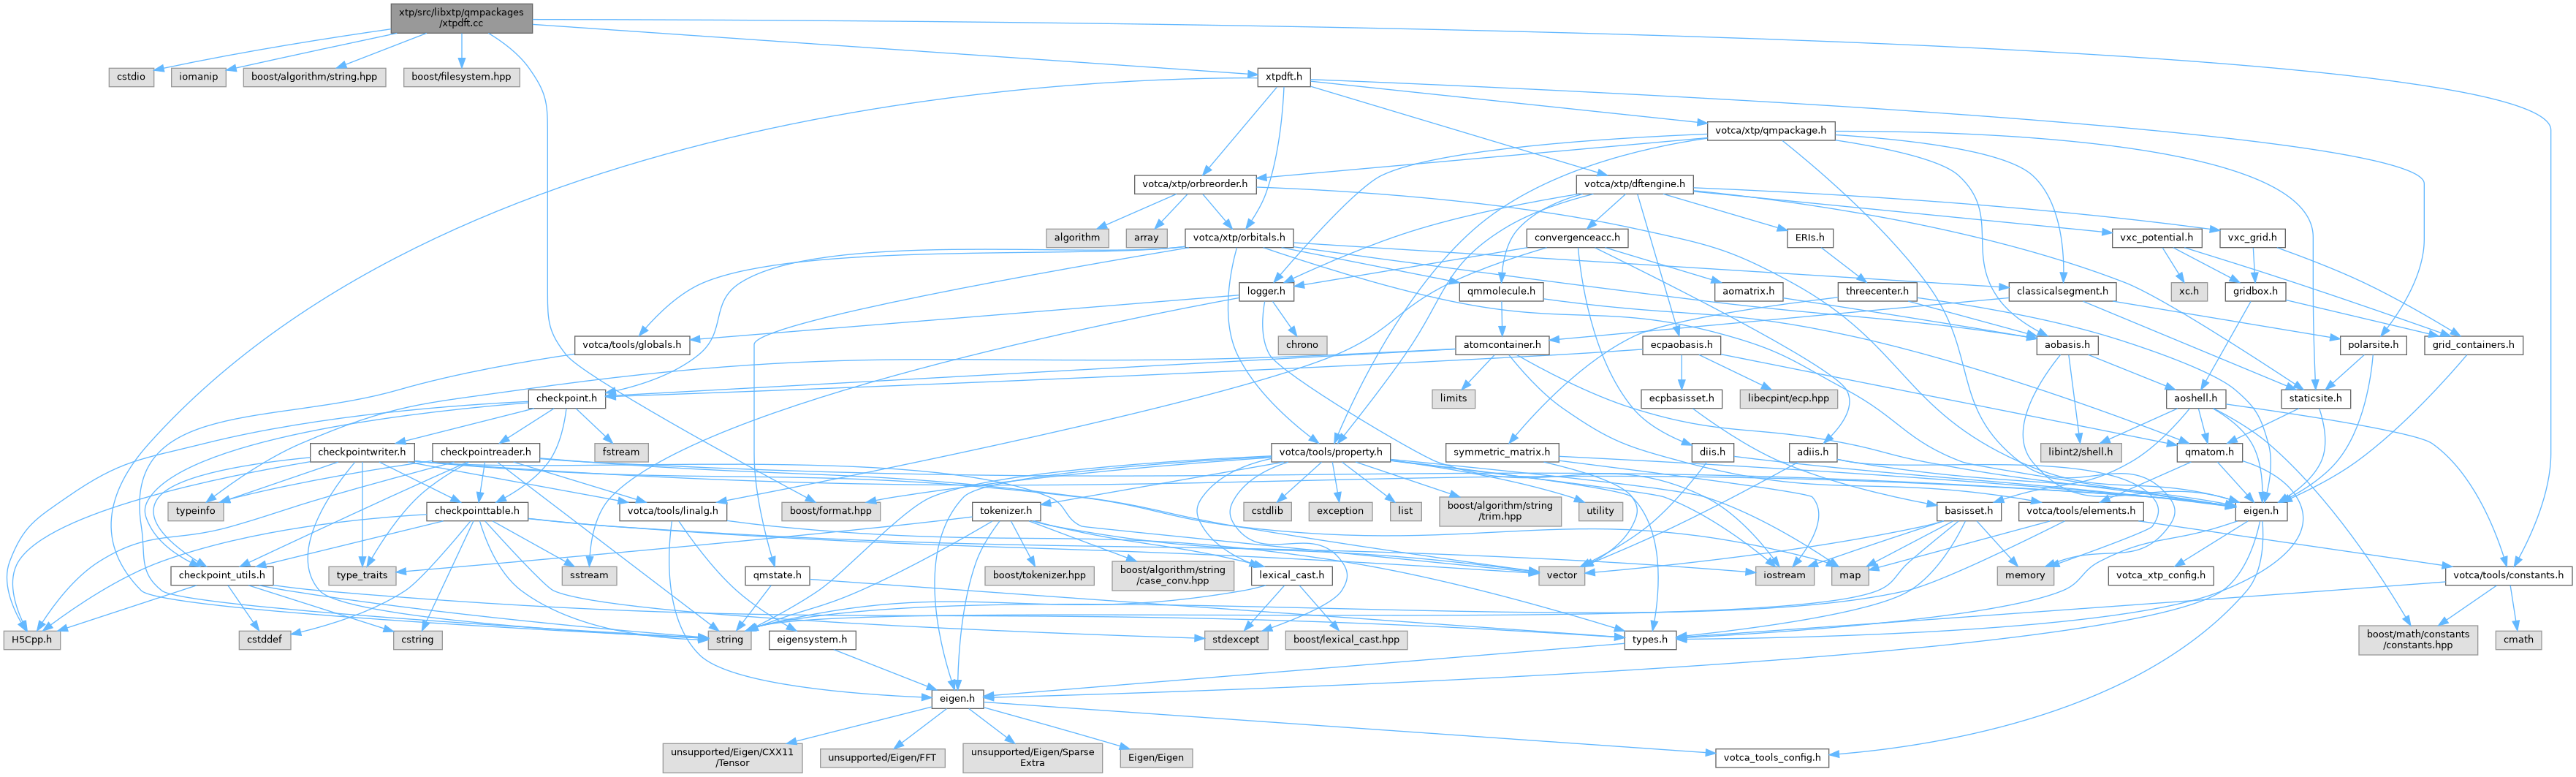 xtp/src/libxtp/qmpackages
/xtpdft.cc
cstdio
iomanip
boost/algorithm/string.hpp
boost/filesystem.hpp
xtpdft.h
votca/xtp/qmpackage.h
votca/xtp/orbreorder.h
votca/xtp/dftengine.h
algorithm
array
votca/xtp/orbitals.h
convergenceacc.h
ERIs.h
vxc_potential.h
vxc_grid.h
logger.h
qmmolecule.h
aomatrix.h
threecenter.h
classicalsegment.h
xc.h
gridbox.h
votca/tools/globals.h
chrono
atomcontainer.h
ecpaobasis.h
aobasis.h
polarsite.h
grid_containers.h
checkpoint.h
limits
ecpbasisset.h
libecpint/ecp.hpp
aoshell.h
staticsite.h
checkpointwriter.h
checkpointreader.h
fstream
votca/tools/property.h
symmetric_matrix.h
diis.h
adiis.h
libint2/shell.h
qmatom.h
typeinfo
checkpointtable.h
votca/tools/linalg.h
boost/format.hpp
tokenizer.h
cstdlib
exception
list
boost/algorithm/string
/trim.hpp
utility
basisset.h
votca/tools/elements.h
eigen.h
checkpoint_utils.h
type_traits
sstream
qmstate.h
boost/tokenizer.hpp
boost/algorithm/string
/case_conv.hpp
lexical_cast.h
vector
iostream
map
memory
votca_xtp_config.h
votca/tools/constants.h
H5Cpp.h
cstddef
cstring
string
eigensystem.h
stdexcept
boost/lexical_cast.hpp
types.h
boost/math/constants
/constants.hpp
cmath
eigen.h
unsupported/Eigen/CXX11
/Tensor
unsupported/Eigen/FFT
unsupported/Eigen/Sparse
Extra
Eigen/Eigen
votca_tools_config.h